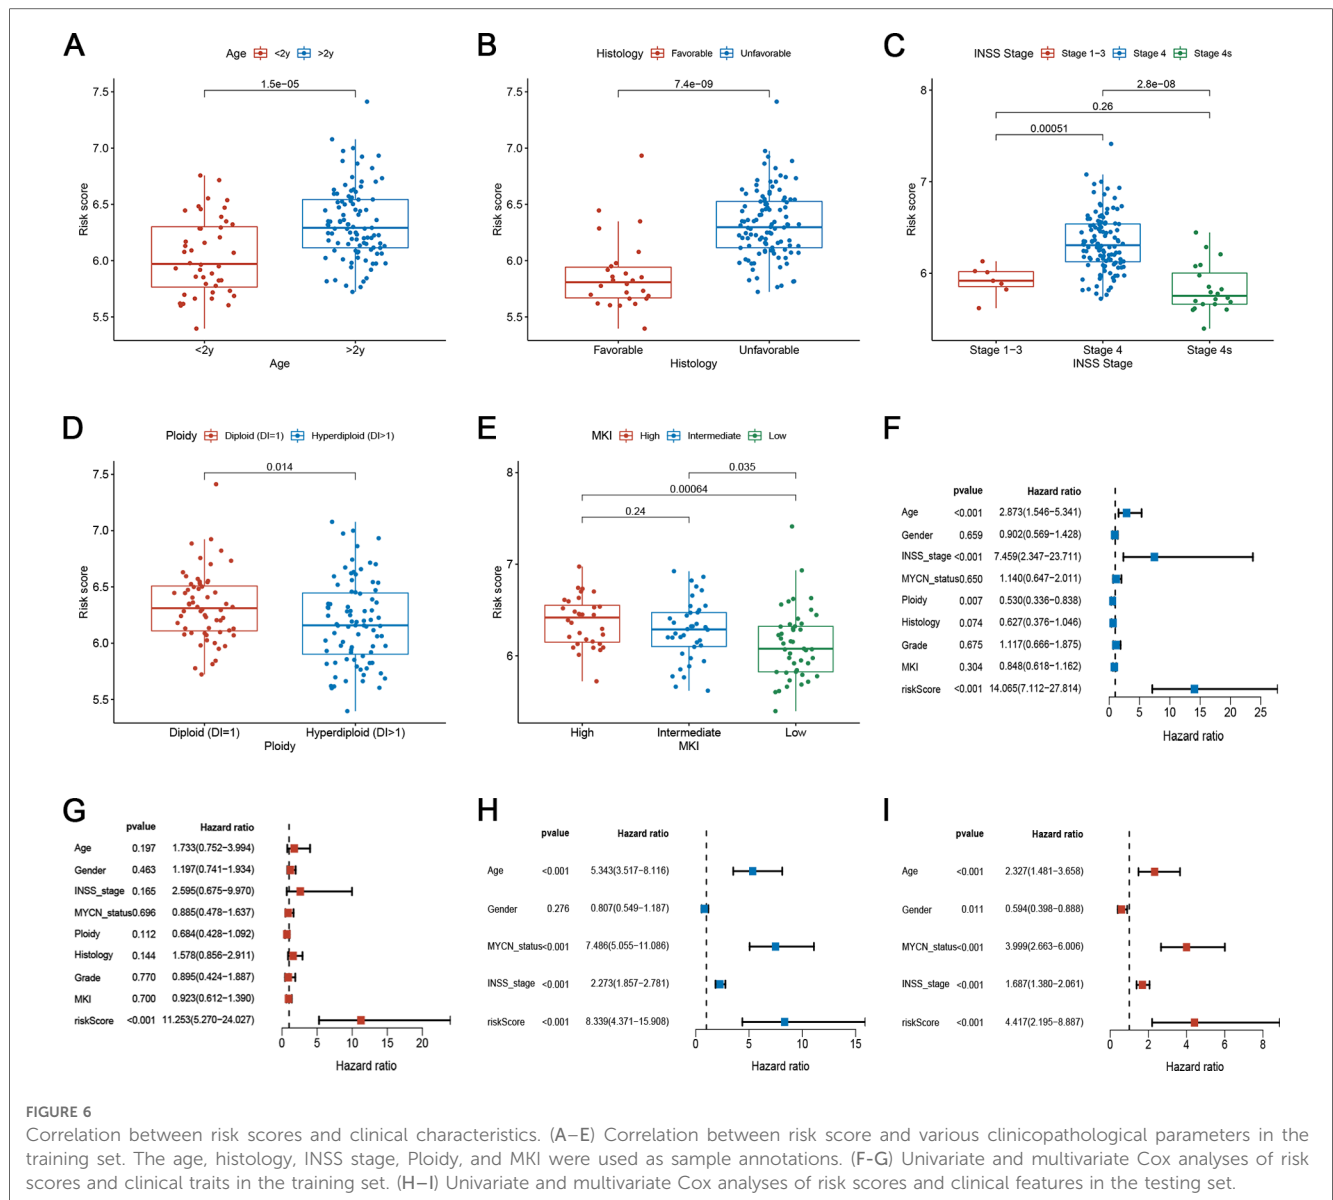 A
Age <2y >2y
Risk score
7.5
7.0
6.5
6.0
5.5
1.5e−05
<2y >2y
Age
B
Histology Favorable Unfavorable
Risk score
7.5
7.0
6.5
6.0
5.5
7.4e−09
Favorable Unfavorable
Histology
C
INSS Stage Stage 1−3 Stage 4 Stage 4s
Risk score
8
7
6
2.8e−08
0.26
0.00051
Stage 1−3 Stage 4 Stage 4s
INSS Stage
D
Ploidy Diploid (DI=1) Hyperdiploid (DI>1)
Risk score
7.5
7.0
6.5
6.0
5.5
0.014
Diploid (DI=1) Hyperdiploid (DI>1)
Ploidy
E
MKI High Intermediate Low
Risk score
8
7
6
0.035
0.00064
0.24
High Intermediate Low
MKI
F
pvalue Hazard ratio
Age <0.001 2.873(1.546−5.341)
Gender 0.659 0.902(0.569−1.428)
INSS_stage <0.001 7.459(2.347−23.711)
MYCN_status 0.650 1.140(0.647−2.011)
Ploidy 0.007 0.530(0.336−0.838)
Histology 0.074 0.627(0.376−1.046)
Grade 0.675 1.117(0.666−1.875)
MKI 0.304 0.848(0.618−1.162)
riskScore <0.001 14.065(7.112−27.814)
0 5 10 15 20 25
Hazard ratio
G
pvalue Hazard ratio
Age 0.197 1.733(0.752−3.994)
Gender 0.463 1.197(0.741−1.934)
INSS_stage 0.165 2.595(0.675−9.970)
MYCN_status 0.696 0.885(0.478−1.637)
Ploidy 0.112 0.684(0.428−1.092)
Histology 0.144 1.578(0.856−2.911)
Grade 0.770 0.895(0.424−1.887)
MKI 0.700 0.923(0.612−1.390)
riskScore <0.001 11.253(5.270−24.027)
0 5 10 15 20
Hazard ratio
H
pvalue Hazard ratio
Age <0.001 5.343(3.517−8.116)
Gender 0.276 0.807(0.549−1.187)
MYCN_status <0.001 7.486(5.055−11.086)
INSS_stage <0.001 2.273(1.857−2.781)
riskScore <0.001 8.339(4.371−15.908)
0 5 10 15
Hazard ratio
I
pvalue Hazard ratio
Age <0.001 2.327(1.481−3.658)
Gender 0.011 0.594(0.398−0.888)
MYCN_status <0.001 3.999(2.663−6.006)
INSS_stage <0.001 1.687(1.380−2.061)
riskScore <0.001 4.417(2.195−8.887)
0 2 4 6 8
Hazard ratio
FIGURE 6
Correlation between risk scores and clinical characteristics. (A–E) Correlation between risk score and various clinicopathological parameters in the
training set. The age, histology, INSS stage, Ploidy, and MKI were used as sample annotations. (F-G) Univariate and multivariate Cox analyses of risk
scores and clinical traits in the training set. (H–I) Univariate and multivariate Cox analyses of risk scores and clinical features in the testing set.